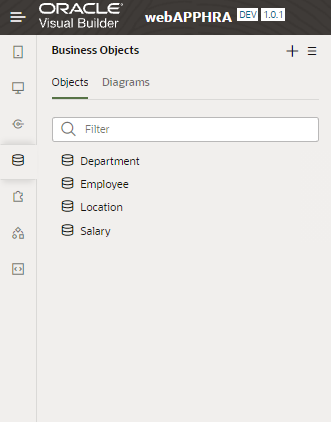 ORACLE
Visual Builder
webAPPHRA DEV 1.0.1
Business Objects
Objects Diagrams
Filter
Department
Employee
Location
Salary